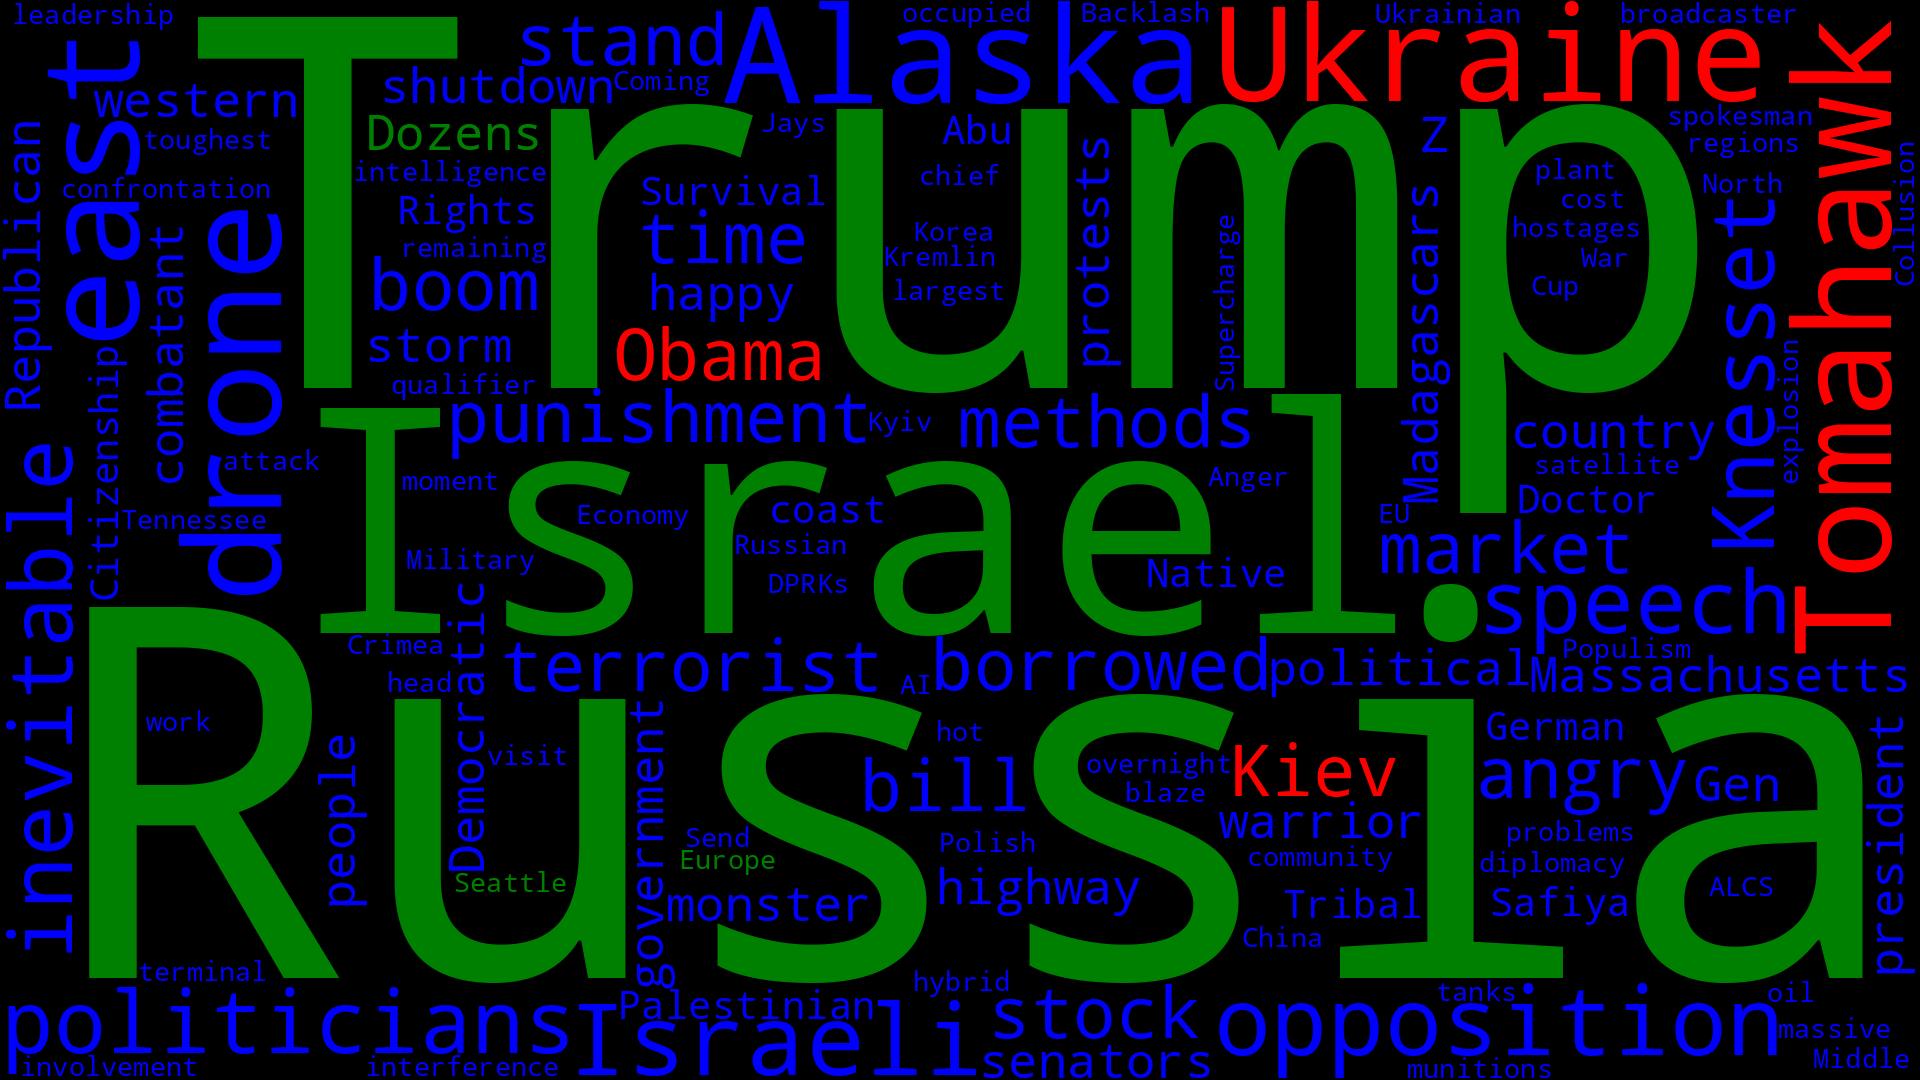 leadership
occupied
Backlash
Ukrainian
broadcaster
Trump
stand
Alaska
Ukraine
Tomahawk
east
western
shutdown
Coming
toughest
Dozens
Jays
Abu
Z
spokesman
regions
Collusion
Republican
confrontation
intelligence
chief
protests
plant
North
Survival
Rights
cost
combatant
drone
remaining
time
Korea
Kremlin
Supercharge
Madagascars
hostages
War
Knesset
boom
happy
largest
Cup
storm
Obama
explosion
Citizenship
qualifier
punishment
Kyiv
methods
country
inevitable
attack
Israel
moment
Anger
satellite
Doctor
Tennessee
Economy
coast
EU
Russian
market
Military
DPRKs
Native
speech
.
Crimea
Democratic
terrorist
borrowed
political
Populism
Massachusetts
head
AI
Russia
work
people
visit
government
hot
bill
overnight
blaze
Kiev
German
angry
Gen
president
warrior
Send
Europe
Polish
community
problems
diplomacy
Seattle
monster
highway
Tribal
Safiya
ALCS
China
terminal
hybrid
tanks
oil
politicians
Palestinian
Israeli
stock
opposition
massive
involvement
interference
senators
munitions
Middle